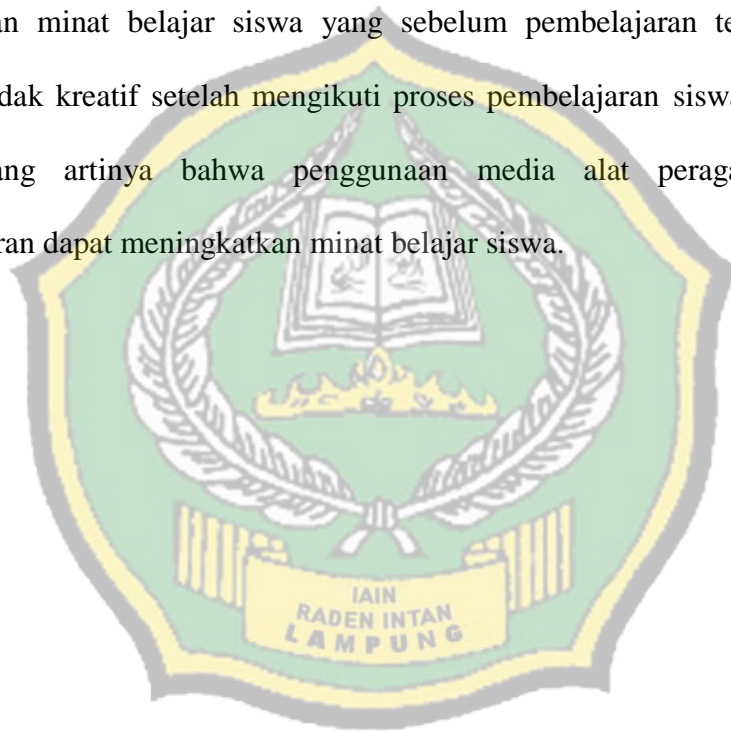 an minat belajar siswa yang sebelum pembelajaran te
dak kreatif setelah mengikuti proses pembelajaran siswa
ang artinya bahwa penggunaan media alat peraga
ran dapat meningkatkan minat belajar siswa.
IAIN
RADEN INTAN
LAMPUNG